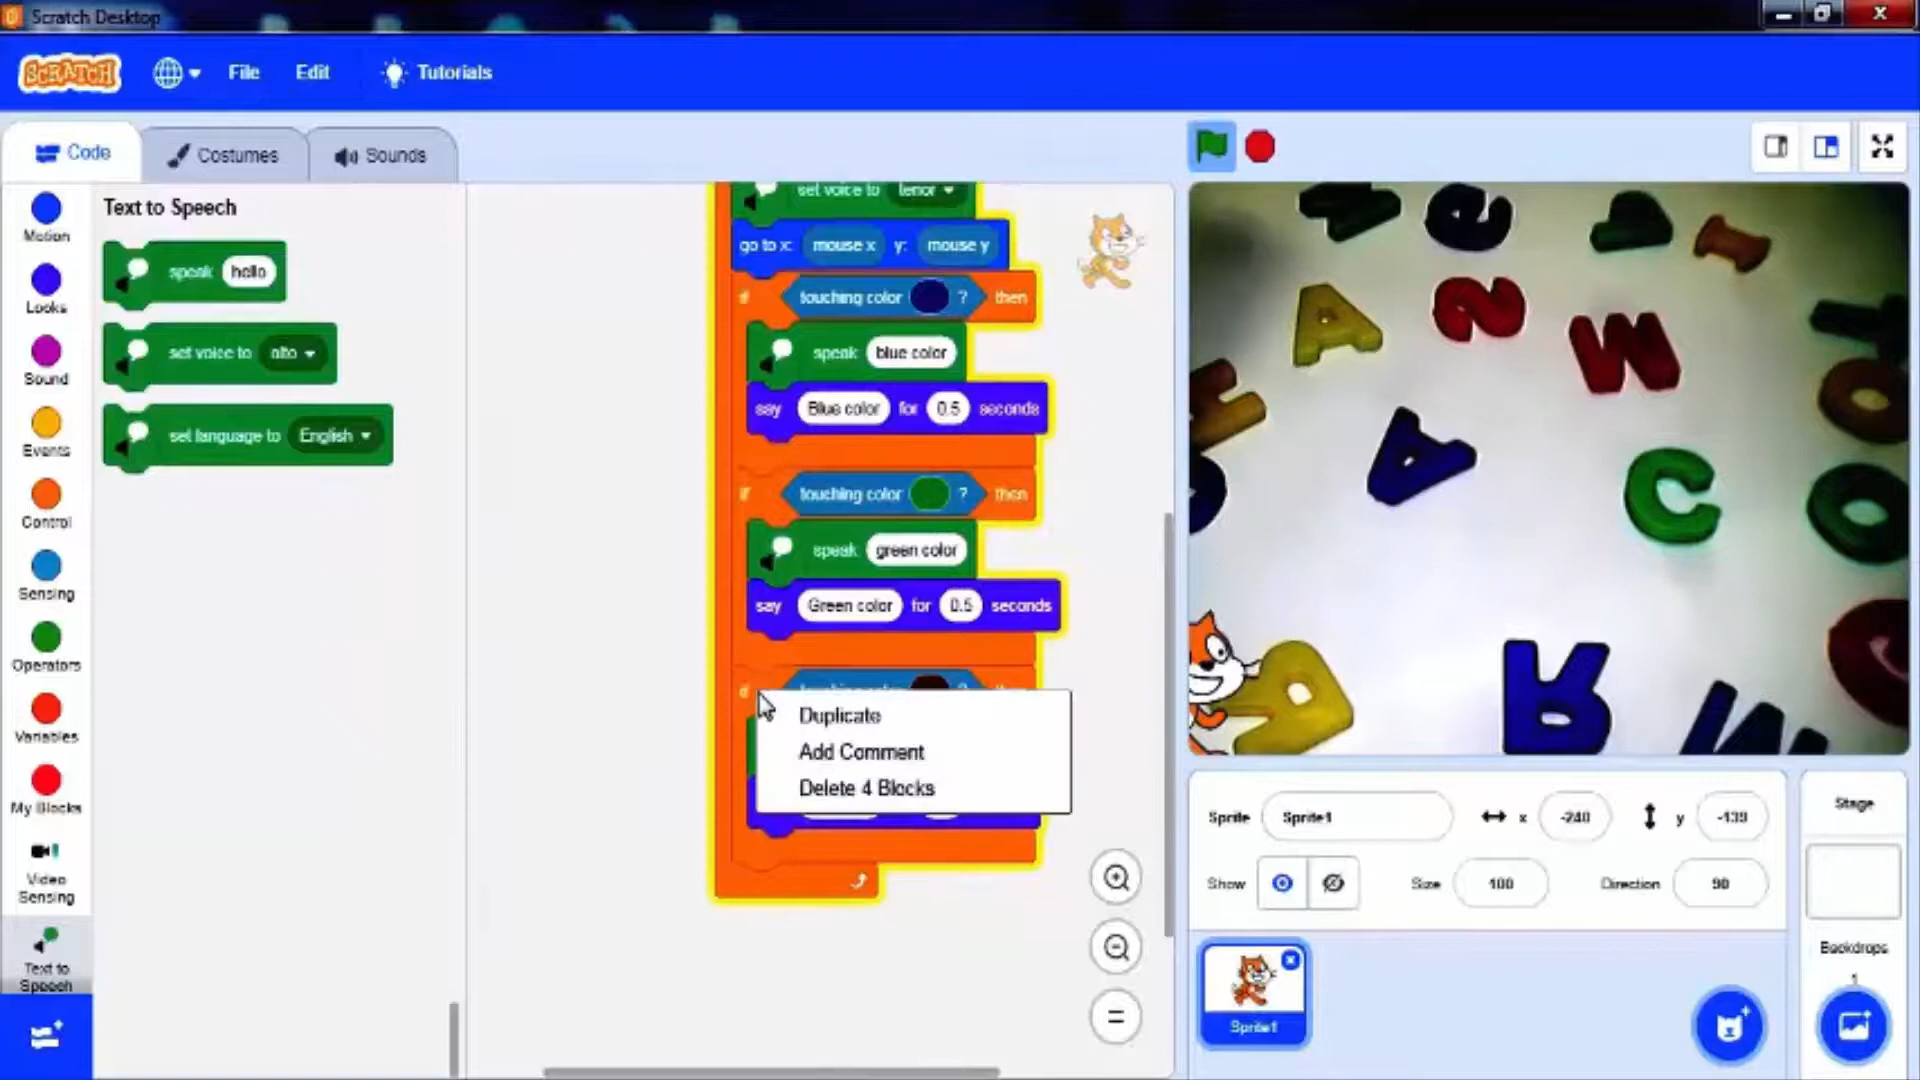 Scratch Desktop
SCRATCH File Edit Tutorials
Code Costumes Sounds
Motion
Looks
Sound
Events
Control
Sensing
Operators
Variables
My Blocks
Video Sensing
Text to Speech
Text to Speech
speak hello
set voice to alto
set language to English
set voice to tenor
go to x: mouse x y: mouse y
if touching color ? then
speak blue color
say Blue color for 0.5 seconds
if touching color ? then
speak green color
say Green color for 0.5 seconds
Duplicate
Add Comment
Delete 4 Blocks
A
C
Sprite Sprite1 x -240 y -139
Show Size 100 Direction 90
Sprite1
Stage
Backdrops
1